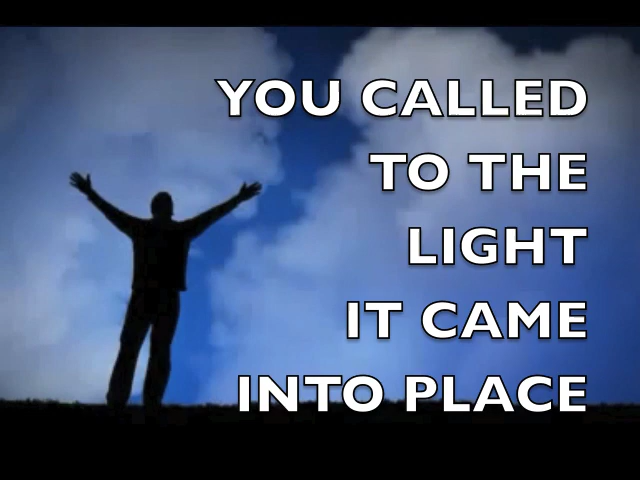 YOU CALLED
TO THE
LIGHT
IT CAME
INTO PLACE